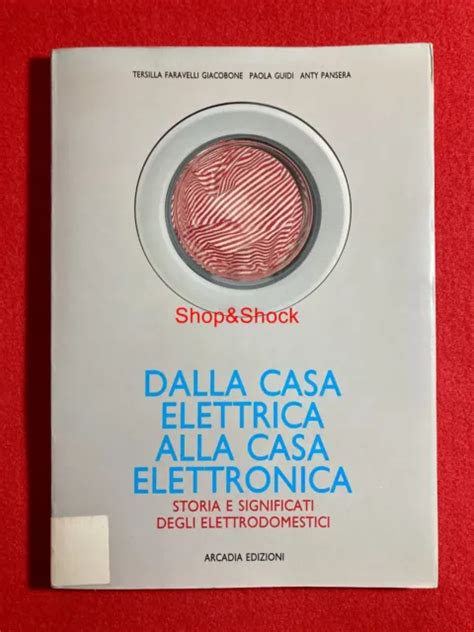 TERSILLA FARAVELLI GIACOBONE PAOLA GUIDI ANTY PANSERA
Shop&Shock
DALLA CASA
ELETTRICA
ALLA CASA
ELETTRONICA
STORIA E SIGNIFICATI
DEGLI ELETTRODOMESTICI
ARCADIA EDIZIONI